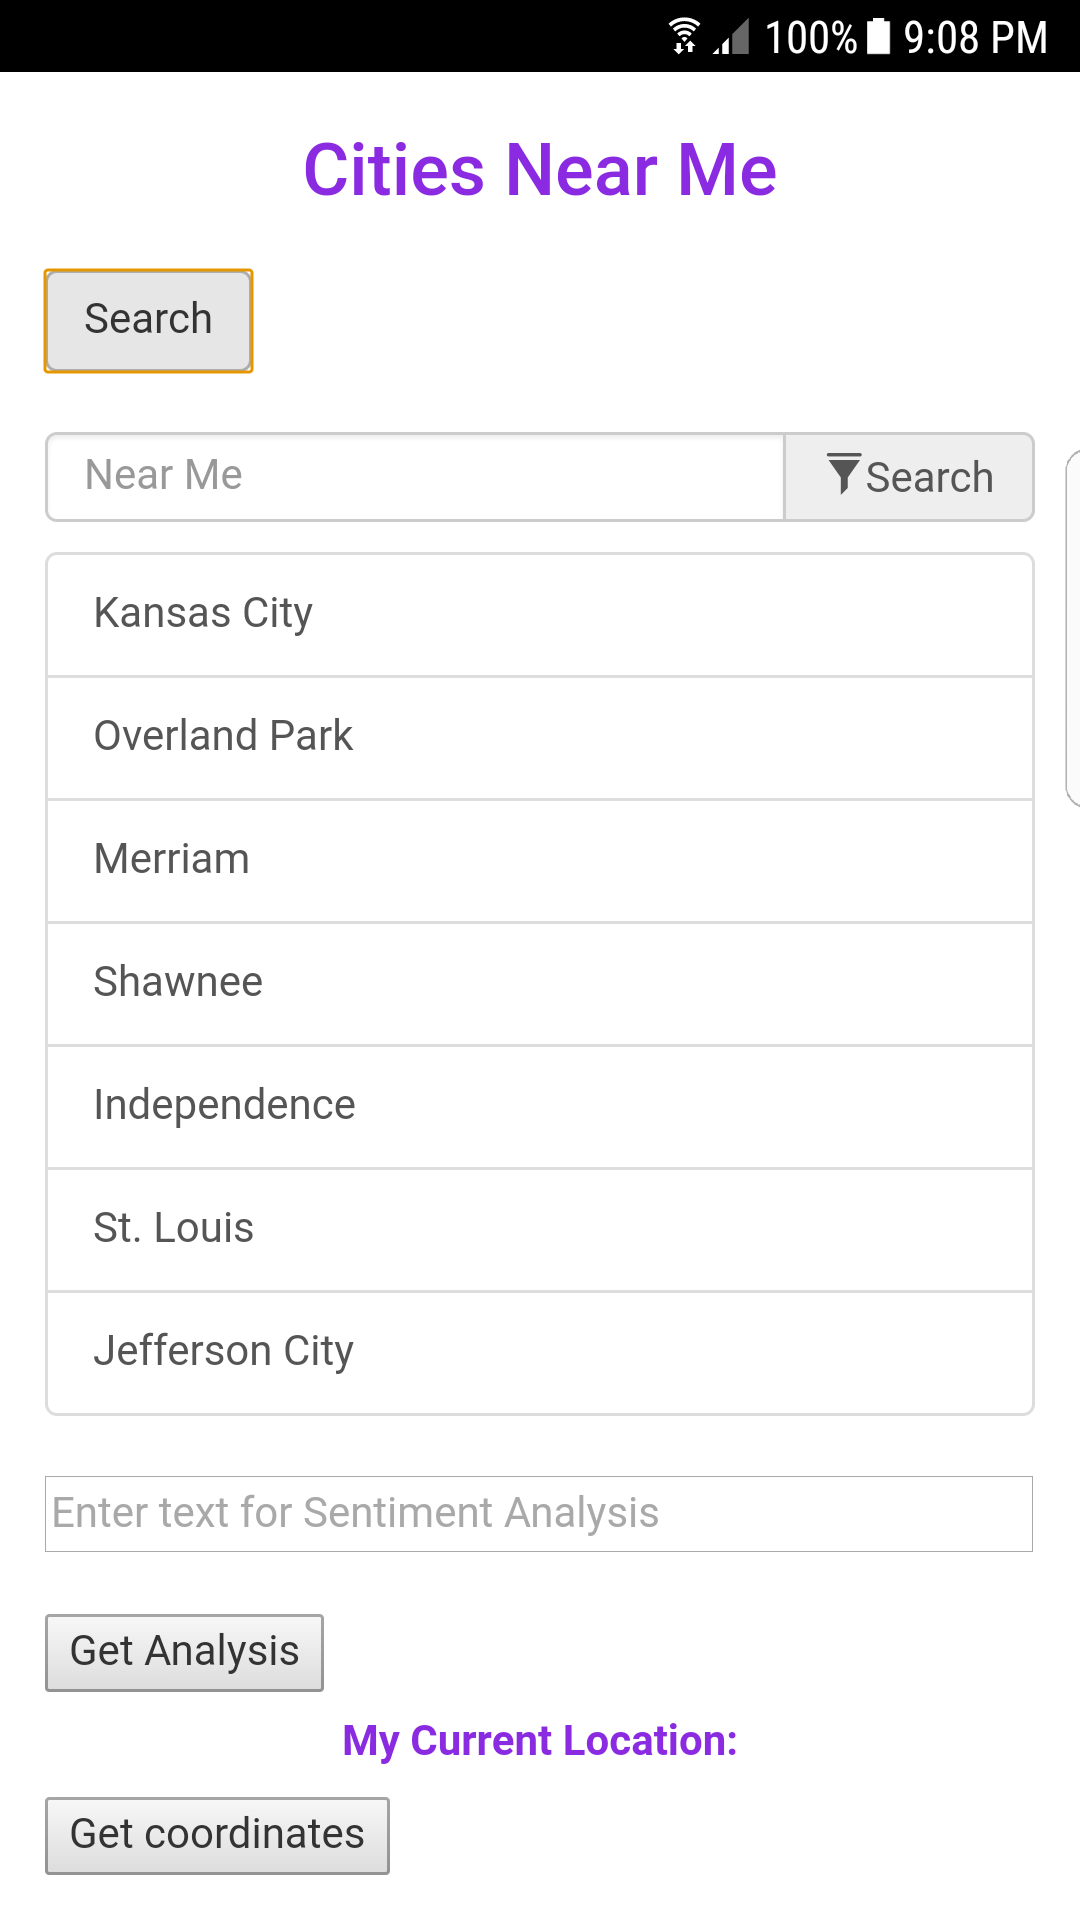 100% 9:08 PM
Cities Near Me
Search
Near Me
Search
Kansas City
Overland Park
Merriam
Shawnee
Independence
St. Louis
Jefferson City
Enter text for Sentiment Analysis
Get Analysis
My Current Location:
Get coordinates